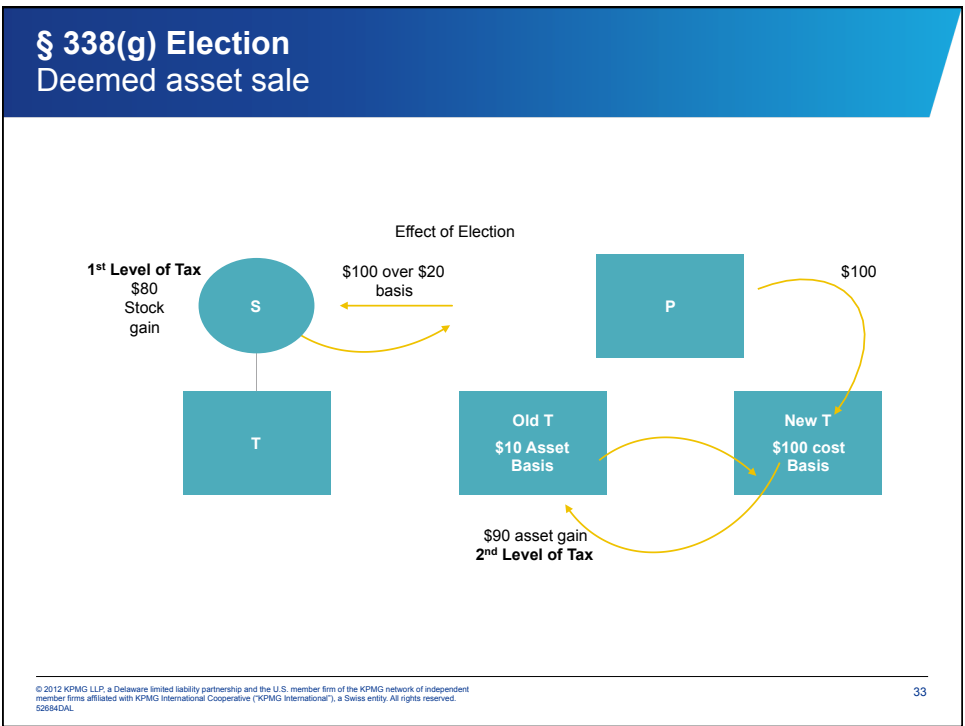 § 338(g) Election
Deemed asset sale
Effect of Election
1st Level of Tax
$80
Stock
gain
S
$100 over $20
basis
P
$100
T
Old T
$10 Asset
Basis
New T
$100 cost
Basis
$90 asset gain
2nd Level of Tax
© 2012 KPMG LLP, a Delaware limited liability partnership and the U.S. member firm of the KPMG network of independent
member firms affiliated with KPMG International Cooperative (“KPMG International”), a Swiss entity. All rights reserved.
52684DAL
33